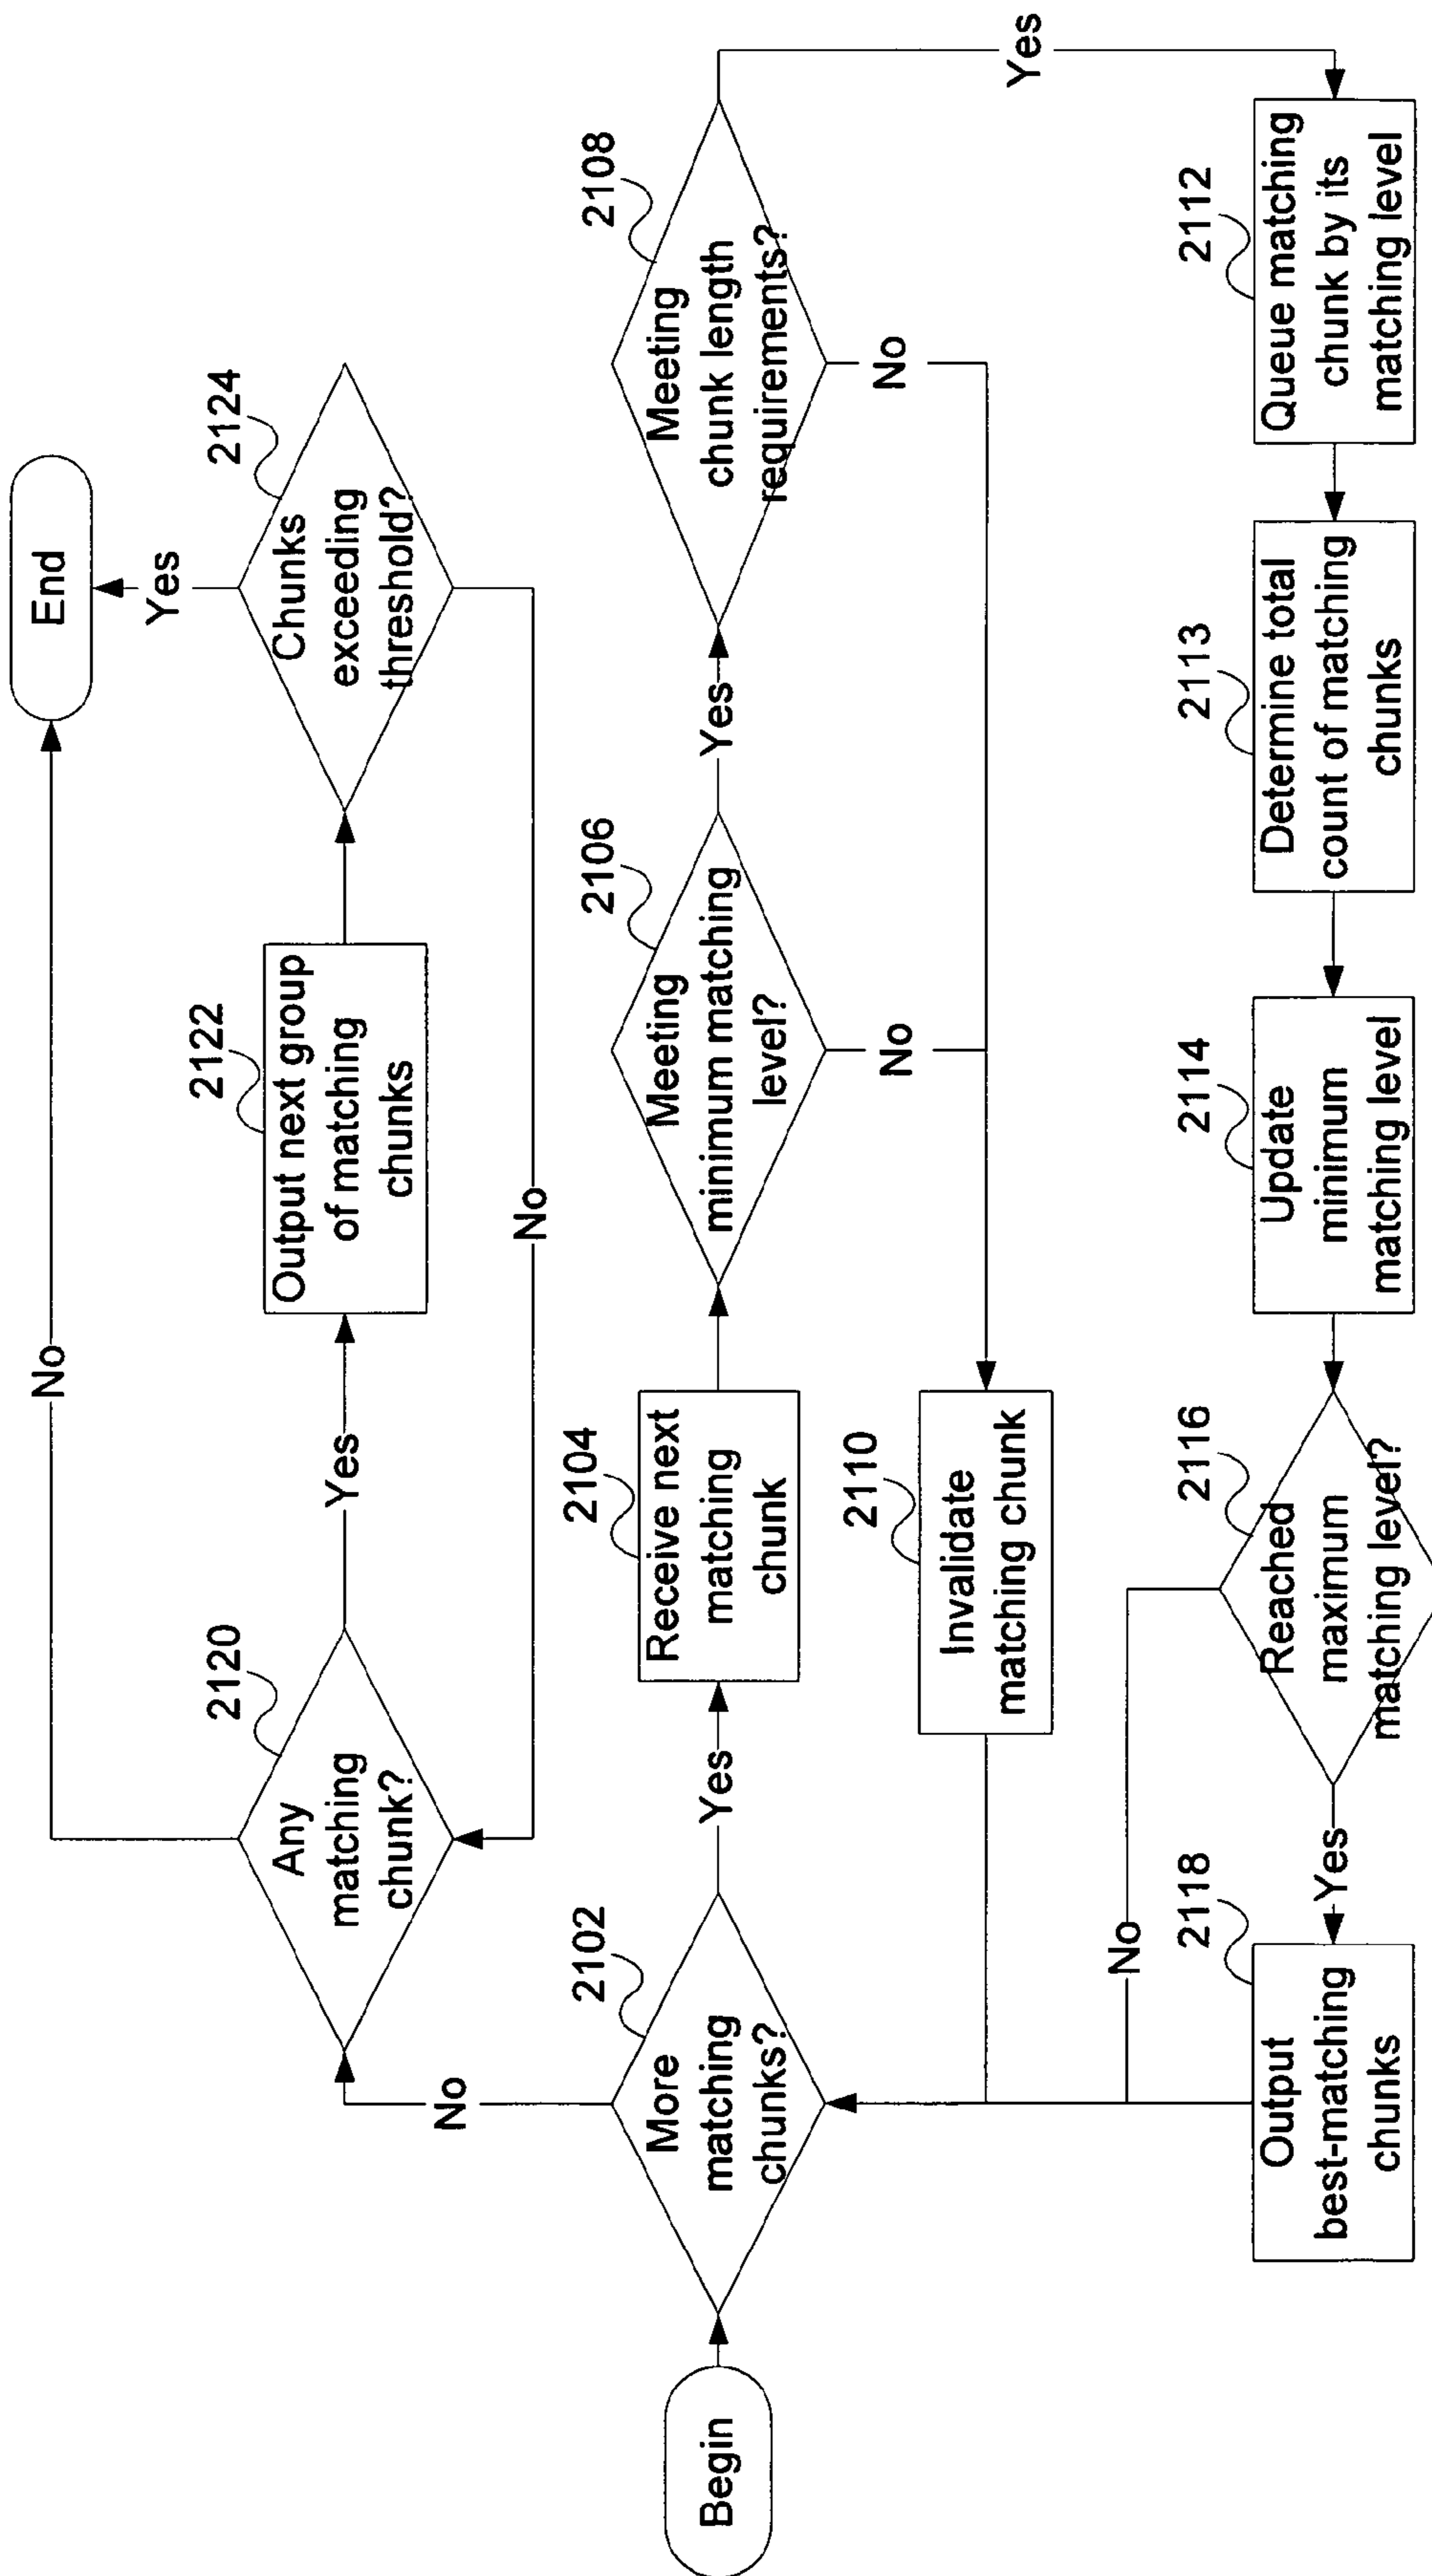 End
No
Yes
2120
Any
matching
chunk?
Yes
2122
Output next group
of matching
chunks
2124
Chunks
exceeding
threshold?
No
No
Begin
2102
More
matching
chunks?
Yes
2104
Receive next
matching
chunk
2106
Meeting
minimum matching
level?
Yes
2108
Meeting
chunk length
requirements?
No
No
Yes
2110
Invalidate
matching chunk
2118
Output
best-matching
chunks
No
Yes
2116
Reached
maximum
matching level?
2114
Update
minimum
matching level
2113
Determine total
count of matching
chunks
2112
Queue matching
chunk by its
matching level